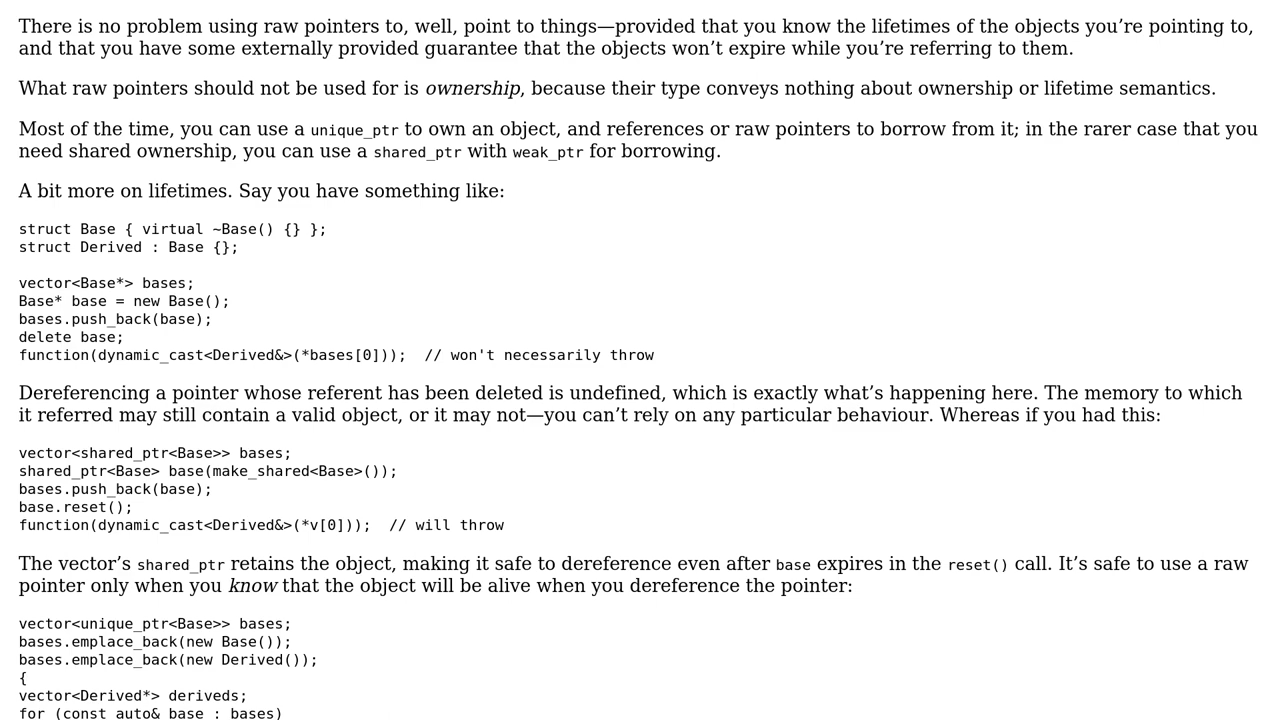 There is no problem using raw pointers to, well, point to things—provided that you know the lifetimes of the objects you’re pointing to,
and that you have some externally provided guarantee that the objects won’t expire while you’re referring to them.
What raw pointers should not be used for is ownership, because their type conveys nothing about ownership or lifetime semantics.
Most of the time, you can use a unique_ptr to own an object, and references or raw pointers to borrow from it; in the rarer case that you
need shared ownership, you can use a shared_ptr with weak_ptr for borrowing.
A bit more on lifetimes. Say you have something like:
struct Base { virtual ~Base() {} };
struct Derived : Base {};
vector<Base*> bases;
Base* base = new Base();
bases.push_back(base);
delete base;
function(dynamic_cast<Derived&>(*bases[0]));  // won't necessarily throw
Dereferencing a pointer whose referent has been deleted is undefined, which is exactly what’s happening here. The memory to which
it referred may still contain a valid object, or it may not—you can’t rely on any particular behaviour. Whereas if you had this:
vector<shared_ptr<Base>> bases;
shared_ptr<Base> base(make_shared<Base>());
bases.push_back(base);
base.reset();
function(dynamic_cast<Derived&>(*v[0]));  // will throw
The vector’s shared_ptr retains the object, making it safe to dereference even after base expires in the reset() call. It’s safe to use a raw
pointer only when you know that the object will be alive when you dereference the pointer:
vector<unique_ptr<Base>> bases;
bases.emplace_back(new Base());
bases.emplace_back(new Derived());
{
vector<Derived*> deriveds;
for (const auto& base : bases)